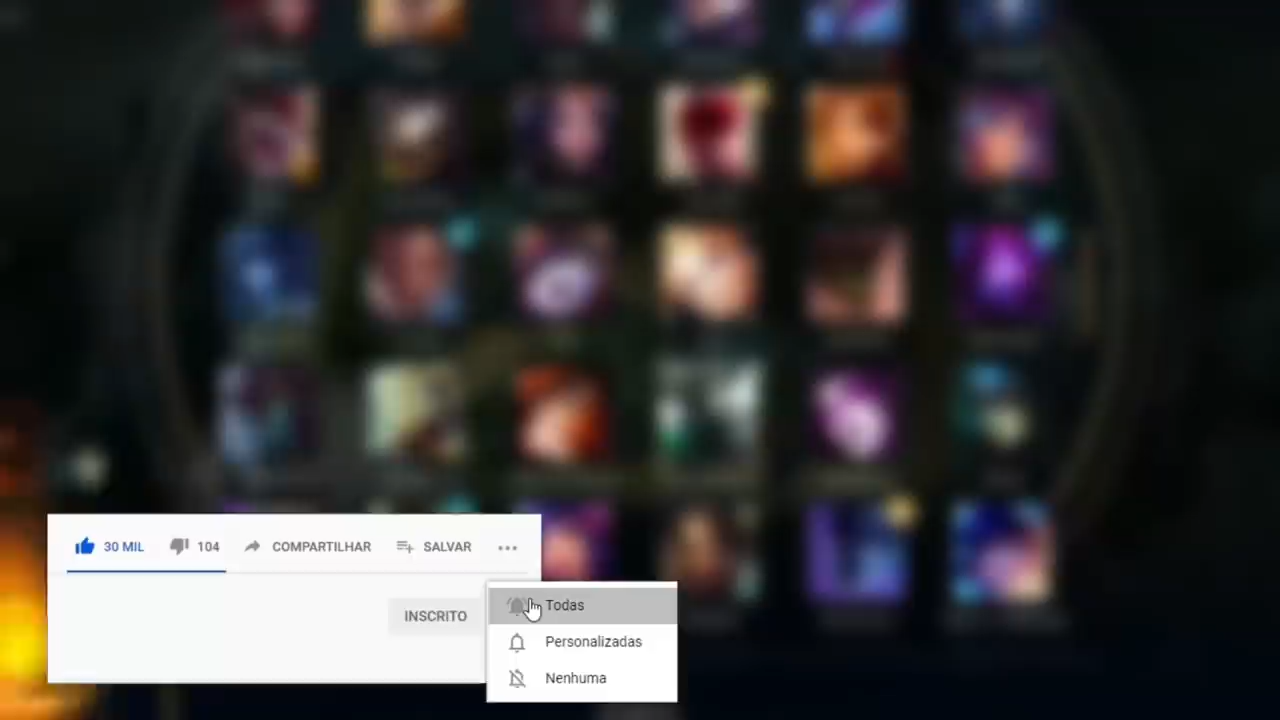 30 MIL 104 COMPARTILHAR SALVAR
INSCRITO
Todas
Personalizadas
Nenhuma